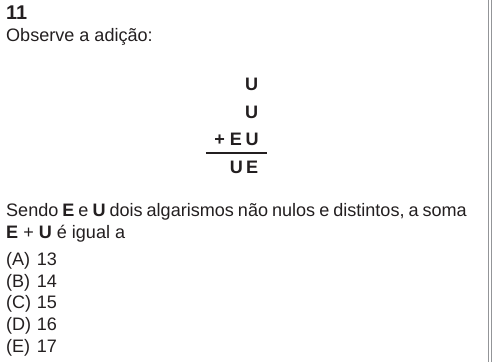 11
Observe a adição:
U
U
+ E U
U E
Sendo E e U dois algarismos não nulos e distintos, a soma
E + U é igual a
(A) 13
(B) 14
(C) 15
(D) 16
(E) 17